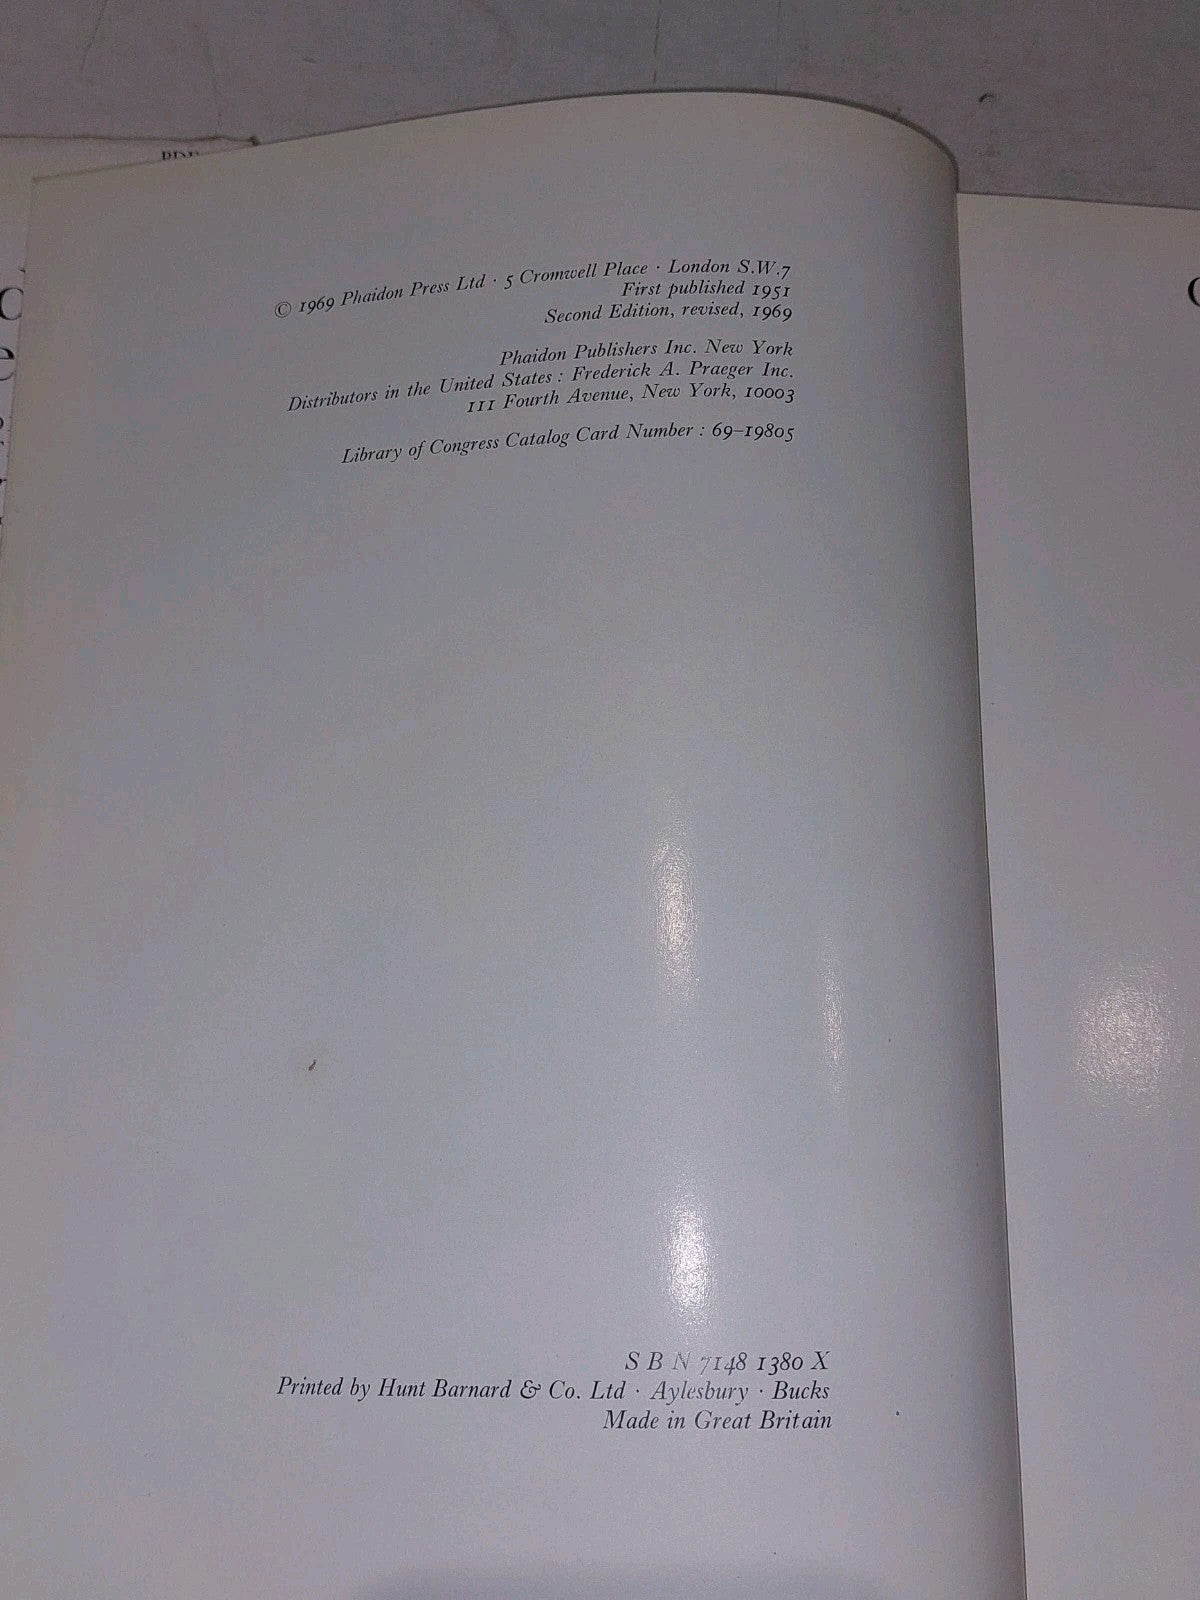 © 1969 Phaidon Press Ltd · 5 Cromwell Place · London S.W.7
First published 1951
Second Edition, revised, 1969
Phaidon Publishers Inc. New York
Distributors in the United States : Frederick A. Praeger Inc.
111 Fourth Avenue, New York, 10003
Library of Congress Catalog Card Number : 69–19805
S B N 7148 1380 X
Printed by Hunt Barnard & Co. Ltd · Aylesbury · Bucks
Made in Great Britain